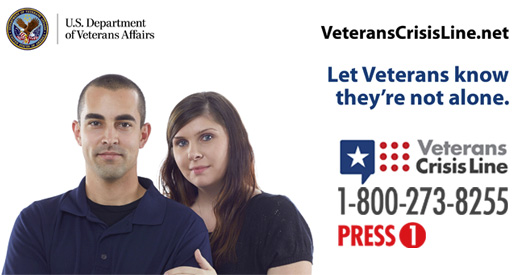 U.S. Department
of Veterans Affairs
VeteransCrisisLine.net
Let Veterans know
they're not alone.
Veterans
Crisis Line
1-800-273-8255
PRESS 1